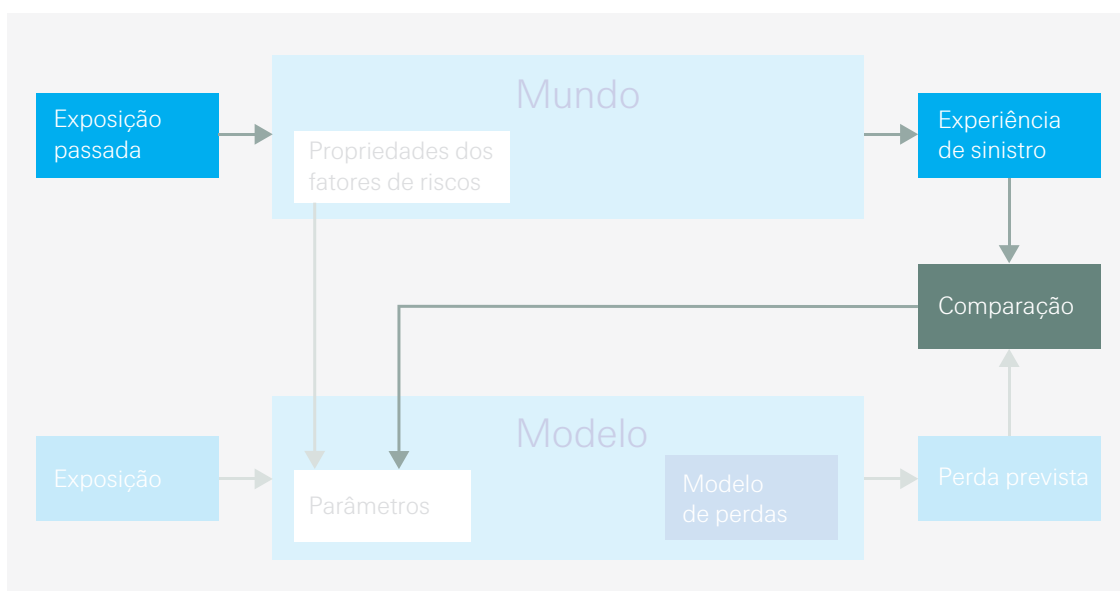 Mundo
Exposição
passada
Propriedades dos
fatores de riscos
Experiência
de sinistro
Comparação
Modelo
Exposição
Parâmetros
Modelo
de perdas
Perda prevista